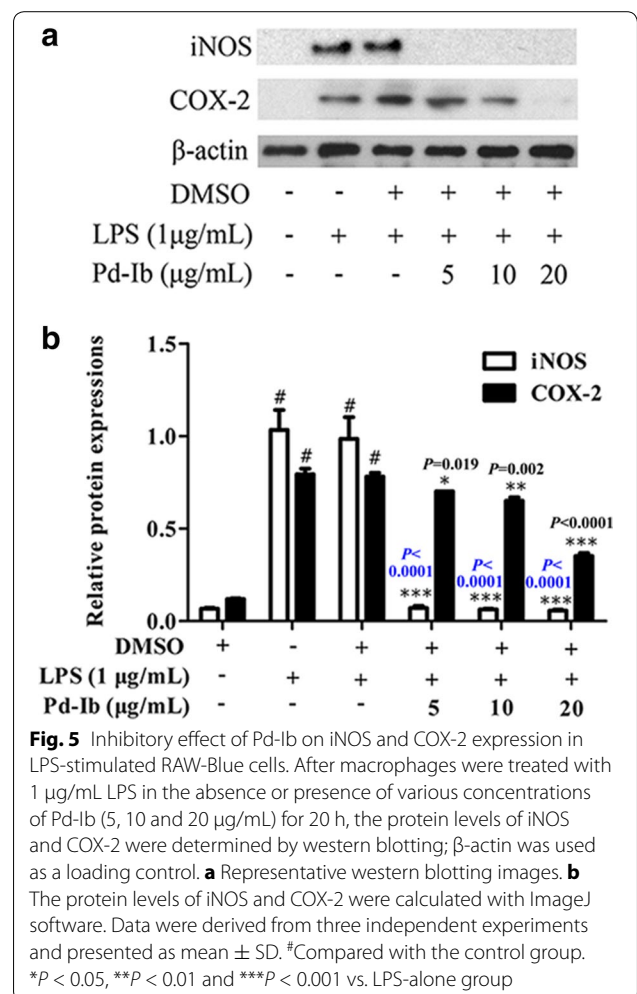 a
iNOS
COX-2
β-actin
DMSO - - + + + +
LPS (1μg/mL) - + + + + +
Pd-Ib (μg/mL) - - - 5 10 20
b
1.5
iNOS
COX-2
Relative protein expressions
# #
1.0
# #
P=0.019 P=0.002
* **
0.5
P<0.0001
***
P< P< P<
0.0001 0.0001 0.0001
*** *** ***
0.0
DMSO + - + + + +
LPS (1 μg/mL) - + + + + +
Pd-Ib (μg/mL) - - - 5 10 20
Fig. 5 Inhibitory effect of Pd-Ib on iNOS and COX-2 expression in
LPS-stimulated RAW-Blue cells. After macrophages were treated with
1 μg/mL LPS in the absence or presence of various concentrations
of Pd-Ib (5, 10 and 20 μg/mL) for 20 h, the protein levels of iNOS
and COX-2 were determined by western blotting; β-actin was used
as a loading control. a Representative western blotting images. b
The protein levels of iNOS and COX-2 were calculated with ImageJ
software. Data were derived from three independent experiments
and presented as mean ± SD. #Compared with the control group.
*P < 0.05, **P < 0.01 and ***P < 0.001 vs. LPS-alone group